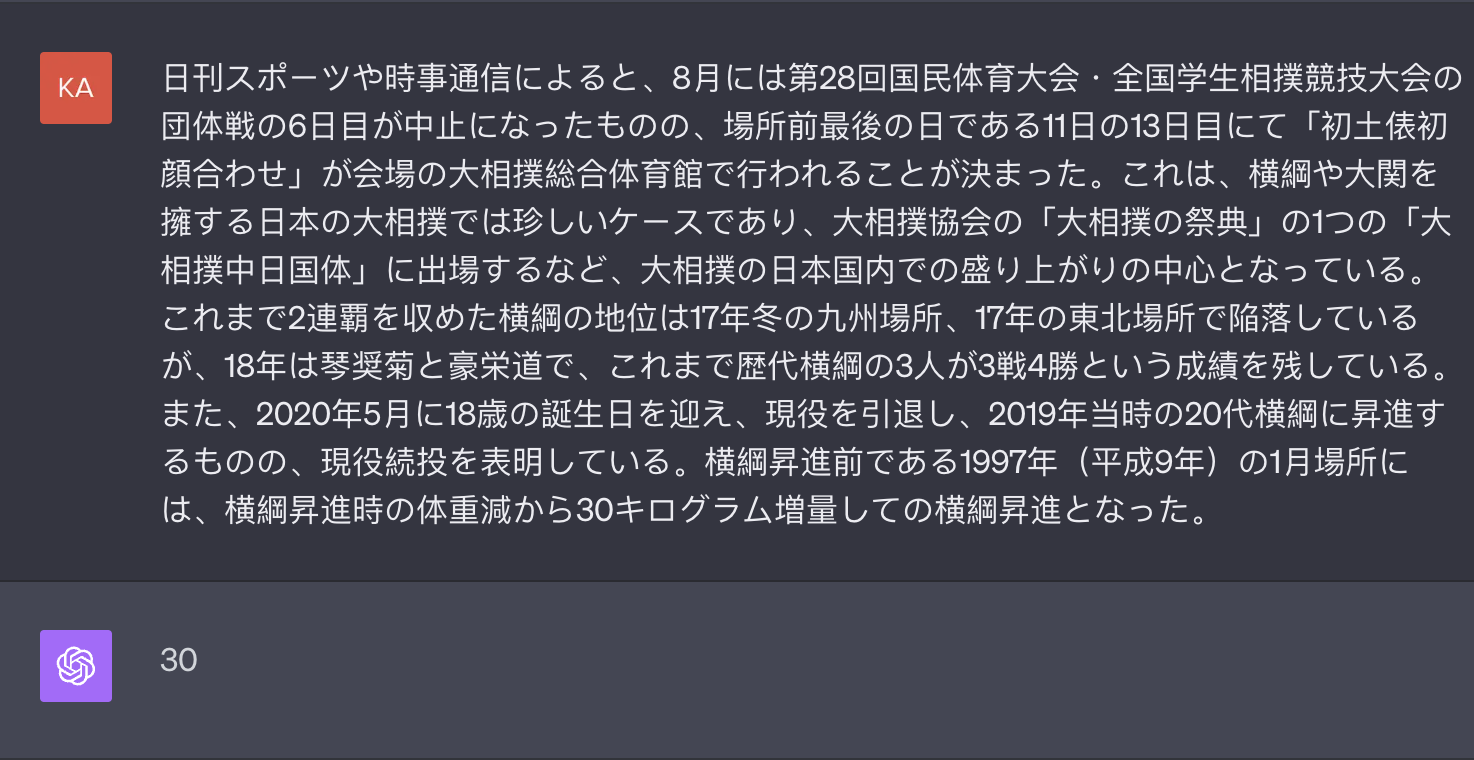 KA
日刊スポーツや時事通信によると、8月には第28回国民体育大会・全国学生相撲競技大会の
団体戦の6日目が中止になったものの、場所前最後の日である11日の13日目にて「初土俵初
顔合わせ」が会場の大相撲総合体育館で行われることが決まった。これは、横綱や大関を
擁する日本の大相撲では珍しいケースであり、大相撲協会の「大相撲の祭典」の1つの「大
相撲中日国体」に出場するなど、大相撲の日本国内での盛り上がりの中心となっている。
これまで2連覇を収めた横綱の地位は17年冬の九州場所、17年の東北場所で陥落している
が、18年は琴奨菊と豪栄道で、これまで歴代横綱の3人が3戦4勝という成績を残している。
また、2020年5月に18歳の誕生日を迎え、現役を引退し、2019年当時の20代横綱に昇進す
るものの、現役続投を表明している。横綱昇進前である1997年（平成9年）の1月場所に
は、横綱昇進時の体重減から30キログラム増量しての横綱昇進となった。
30